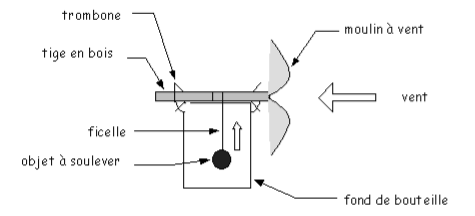 trombone
moulin à vent
tige en bois
vent
ficelle
objet à soulever
fond de bouteille